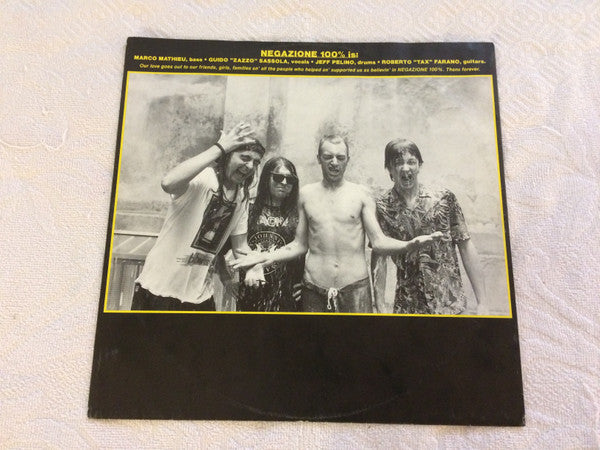 NEGAZIONE 100% is:
MARCO MATHIEU, bass • GUIDO "ZAZZO" SASSOLA, vocals • JEFF PELINO, drums • ROBERTO "TAX" FARANO, guitars.
Our love goes out to our friends, girls, families an' all the people who helped an' supported us as believin' in NEGAZIONE 100%. Thanx forever.